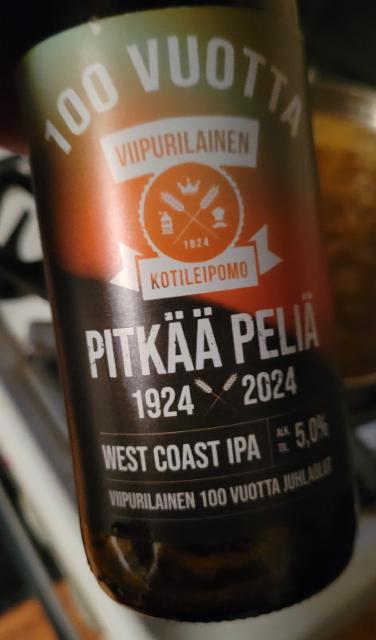 100 VUOTTA
VIIPURILAINEN
1924
KOTILEIPOMO
PITKÄÄ PELIÄ
1924 2024
WEST COAST IPA ALK. TIL. 5,0%
VIIPURILAINEN 100 VUOTTA JUHLAOLUT